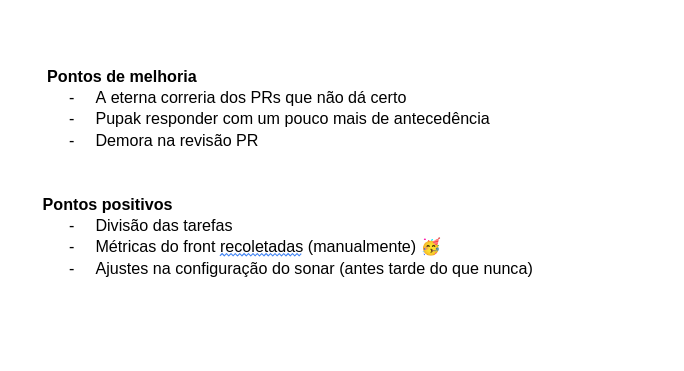 Pontos de melhoria
- A eterna correria dos PRs que não dá certo
- Pupak responder com um pouco mais de antecedência
- Demora na revisão PR
Pontos positivos
- Divisão das tarefas
- Métricas do front recoletadas (manualmente) 🥳
- Ajustes na configuração do sonar (antes tarde do que nunca)